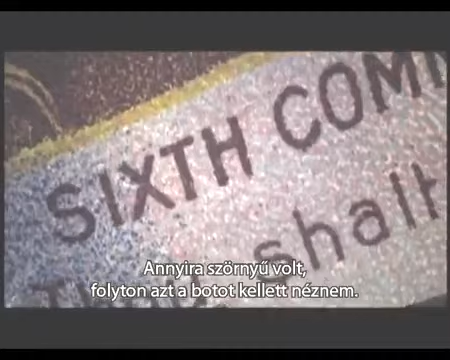 SIXTH COM
shalt
Annyira szörnyű volt,
folyton azt a botot kellett néznem.